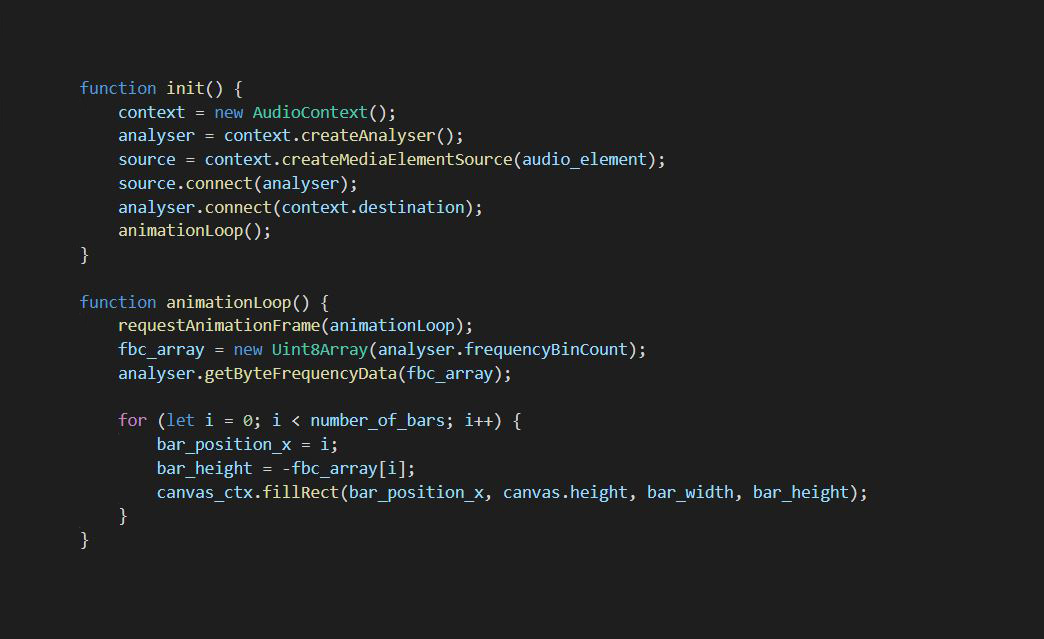 function init() {
    context = new AudioContext();
    analyser = context.createAnalyser();
    source = context.createMediaElementSource(audio_element);
    source.connect(analyser);
    analyser.connect(context.destination);
    animationLoop();
}

function animationLoop() {
    requestAnimationFrame(animationLoop);
    fbc_array = new Uint8Array(analyser.frequencyBinCount);
    analyser.getByteFrequencyData(fbc_array);

    for (let i = 0; i < number_of_bars; i++) {
        bar_position_x = i;
        bar_height = -fbc_array[i];
        canvas_ctx.fillRect(bar_position_x, canvas.height, bar_width, bar_height);
    }
}